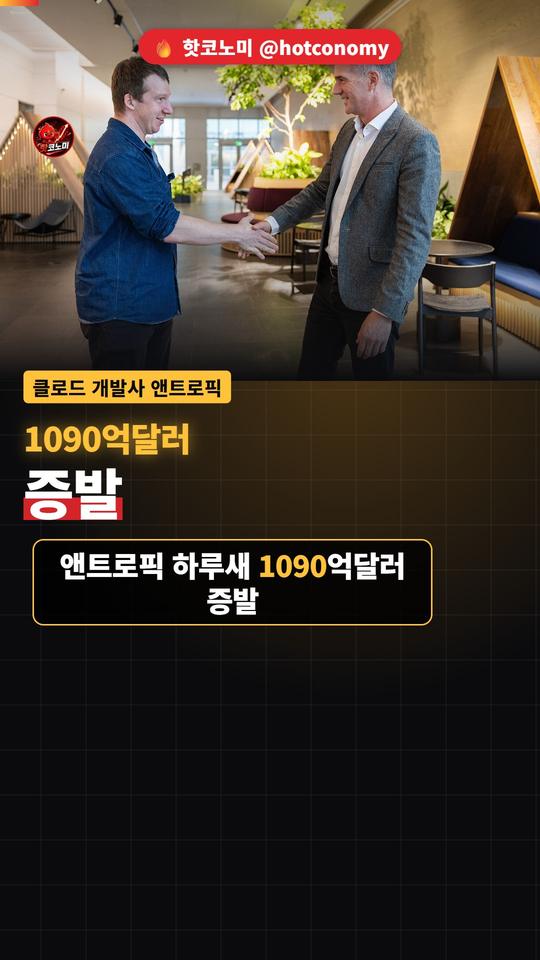 🔥 핫코노미 @hotconomy
핫코노미
클로드 개발사 앤트로픽
1090억달러
증발
앤트로픽 하루새 1090억달러
증발